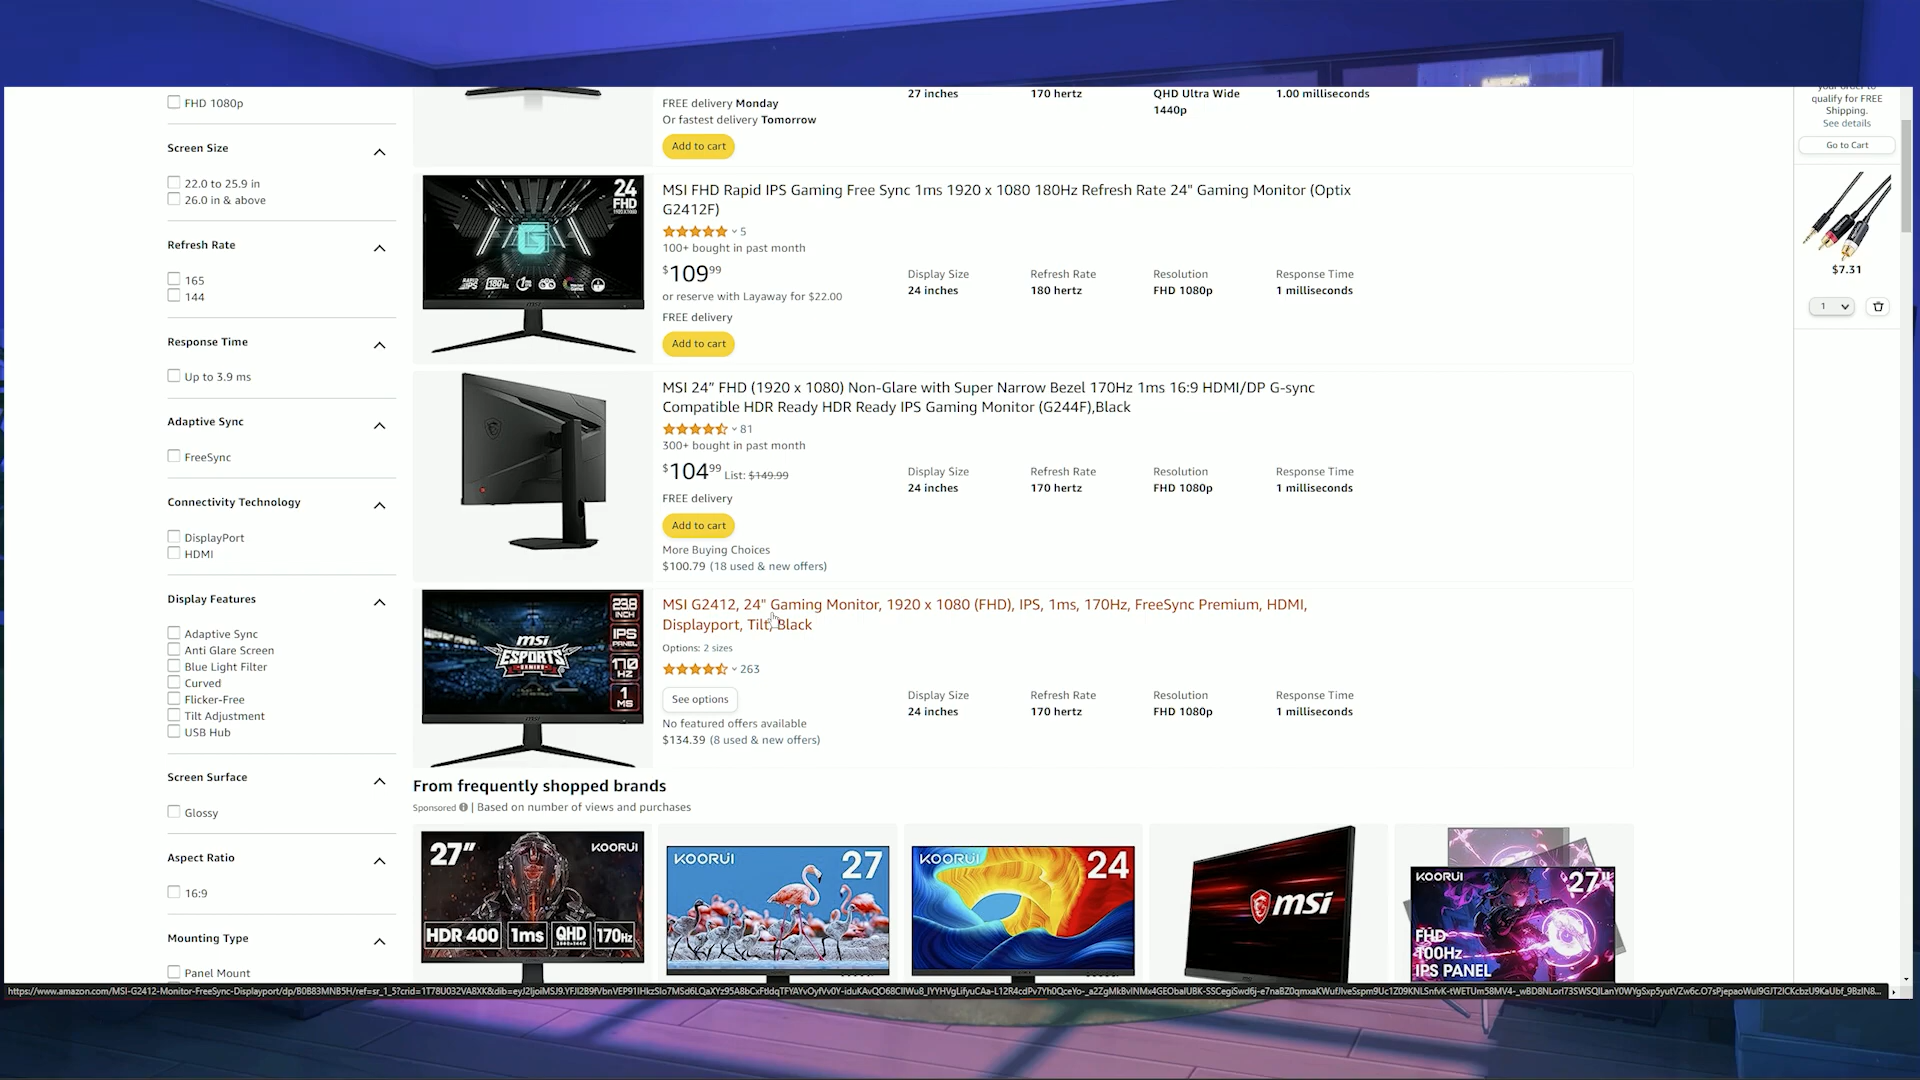 FHD 1080p
Screen Size
22.0 to 25.9 in
26.0 in & above
Refresh Rate
165
144
Response Time
Up to 3.9 ms
Adaptive Sync
FreeSync
Connectivity Technology
DisplayPort
HDMI
Display Features
Adaptive Sync
Anti Glare Screen
Blue Light Filter
Curved
Flicker-Free
Tilt Adjustment
USB Hub
Screen Surface
Glossy
Aspect Ratio
16:9
Mounting Type
Panel Mount
FREE delivery Monday
Or fastest delivery Tomorrow
Add to cart
27 inches
170 hertz
QHD Ultra Wide
1440p
1.00 milliseconds
24
FHD
MSI FHD Rapid IPS Gaming Free Sync 1ms 1920 x 1080 180Hz Refresh Rate 24" Gaming Monitor (Optix
G2412F)
5
100+ bought in past month
$109.99
or reserve with Layaway for $22.00
FREE delivery
Add to cart
Display Size
24 inches
Refresh Rate
180 hertz
Resolution
FHD 1080p
Response Time
1 milliseconds
MSI 24” FHD (1920 x 1080) Non-Glare with Super Narrow Bezel 170Hz 1ms 16:9 HDMI/DP G-sync
Compatible HDR Ready HDR Ready IPS Gaming Monitor (G244F),Black
81
300+ bought in past month
$104.99 List: $149.99
FREE delivery
Add to cart
More Buying Choices
$100.79 (18 used & new offers)
Display Size
24 inches
Refresh Rate
170 hertz
Resolution
FHD 1080p
Response Time
1 milliseconds
msi
ESPORTS
GAMING
23.8
INCH
IPS
PANEL
170
HZ
1
MS
MSI G2412, 24" Gaming Monitor, 1920 x 1080 (FHD), IPS, 1ms, 170Hz, FreeSync Premium, HDMI,
Displayport, Tilt, Black
Options: 2 sizes
263
See options
No featured offers available
$134.39 (8 used & new offers)
Display Size
24 inches
Refresh Rate
170 hertz
Resolution
FHD 1080p
Response Time
1 milliseconds
From frequently shopped brands
Sponsored | Based on number of views and purchases
27”
KOORUI
HDR 400
1ms
QHD
170Hz
KOORUI
27
KOORUI
24
msi
KOORUI
27"
FHD
100Hz
IPS PANEL
qualify for FREE
Shipping.
See details
Go to Cart
$7.31
1